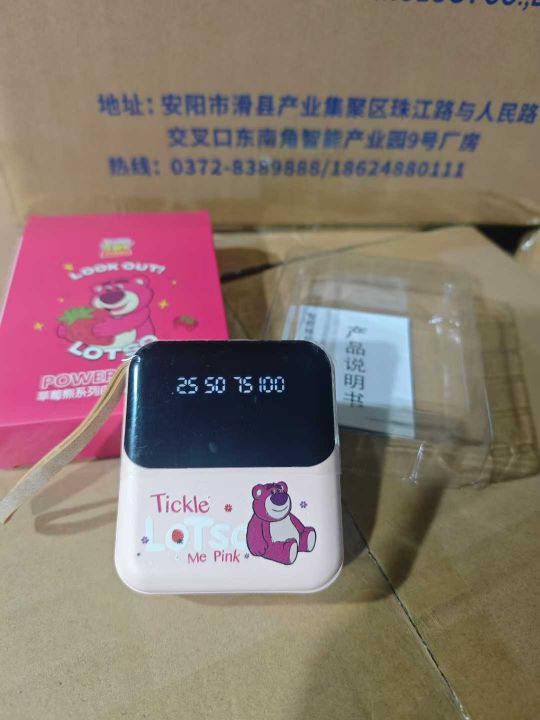 地址：安阳市滑县产业集聚区珠江路与人民路
交叉口东南角智能产业园9号厂房
热线：0372-8389888/18624880111
LOOK OUT!
LOTSO
POWER
草莓熊系列
产品说明书
25 50 75 100
Tickle
LOTSO
Me Pink